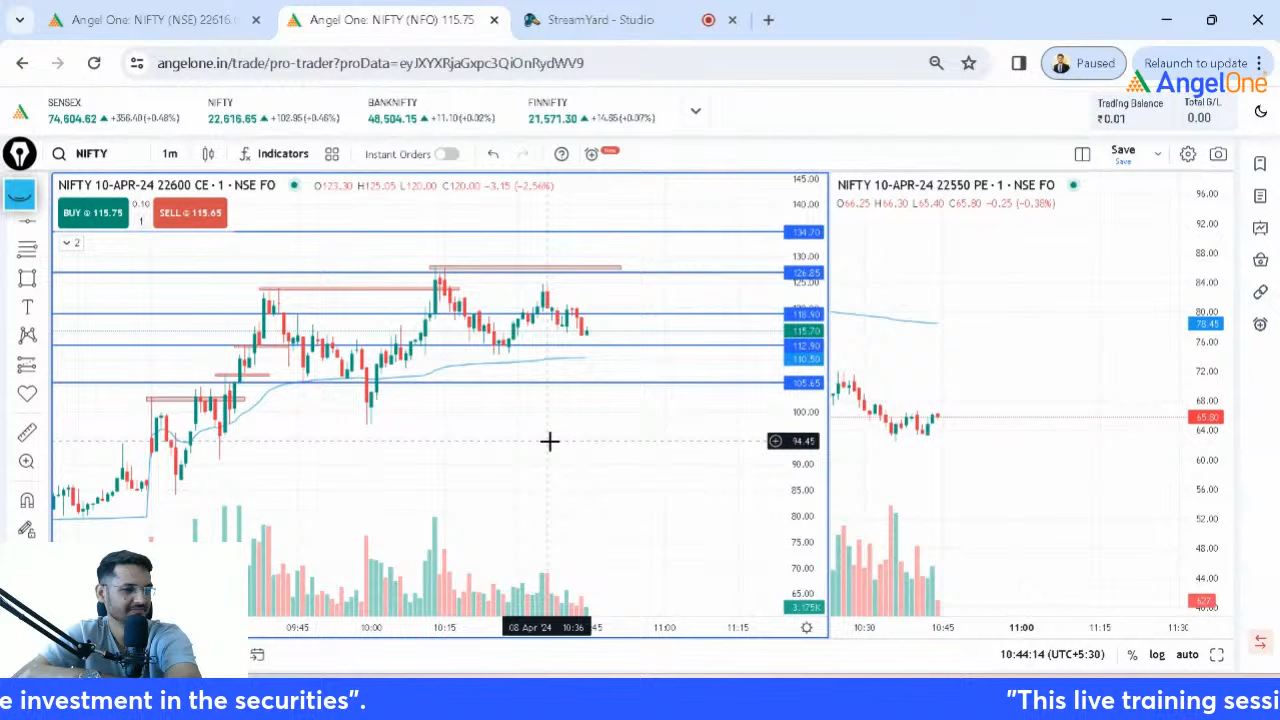 Angel One: NIFTY (NSE) 22616.
Angel One: NIFTY (NFO) 115.75
StreamYard - Studio
angelone.in/trade/pro-trader?proData=eyJXYXRjaGxpc3QiOnRydWV9
Paused
Relaunch to update
AngelOne
SENSEX
74,604.62 +356.40 (+0.48%)
NIFTY
22,616.65 +102.95 (+0.46%)
BANKNIFTY
48,504.15 +11.10 (+0.02%)
FINNIFTY
21,571.30 +14.65 (+0.07%)
Trading Balance
₹0.01
Total G/L
0.00
NIFTY
1m
Indicators
Instant Orders
New
Save
Save
NIFTY 10-APR-24 22600 CE · 1 · NSE FO
O123.30 H125.05 L120.00 C120.00 -3.15 (-2.56%)
BUY @ 115.75
0.10
1
SELL @ 115.65
2
145.00
140.00
134.70
130.00
126.85
125.00
118.90
115.70
112.90
110.50
105.65
100.00
94.45
90.00
85.00
80.00
75.00
70.00
65.00
3.175K
09:45
10:00
10:15
08 Apr '24 10:36
:45
11:00
11:15
NIFTY 10-APR-24 22550 PE · 1 · NSE FO
O66.25 H66.30 L65.40 C65.80 -0.25 (-0.38%)
96.00
92.00
88.00
84.00
80.00
78.45
76.00
72.00
68.00
65.80
64.00
60.00
56.00
52.00
48.00
44.00
627
10:30
10:45
11:00
11:15
11:30
10:44:14 (UTC+5:30)
%
log
auto
e investment in the securities".
"This live training sessi